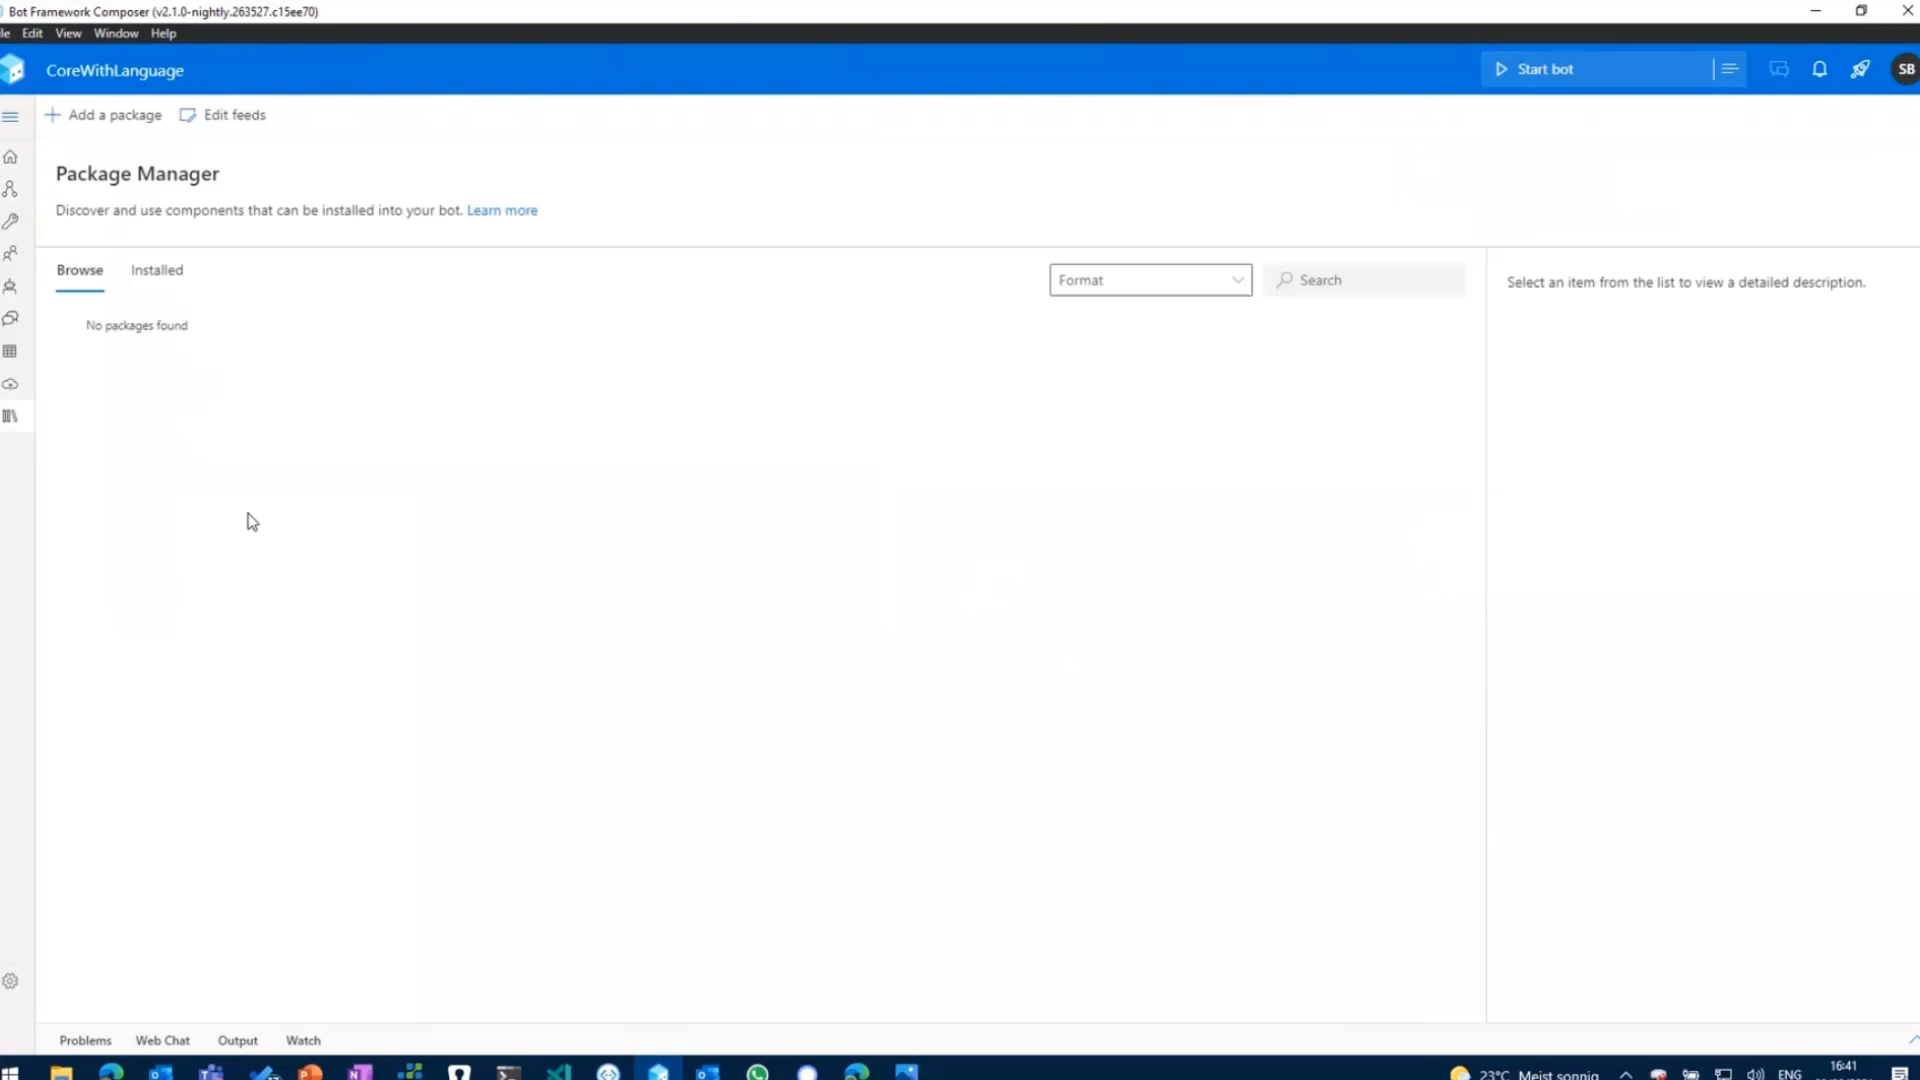 Bot Framework Composer (v2.1.0-nightly.263527.c15ee70)
le Edit View Window Help
CoreWithLanguage
Start bot
SB
Add a package Edit feeds
Package Manager
Discover and use components that can be installed into your bot. Learn more
Browse Installed
Format
Search
Select an item from the list to view a detailed description.
No packages found
Problems Web Chat Output Watch
23°C Meist sonnig
ENG
16:41